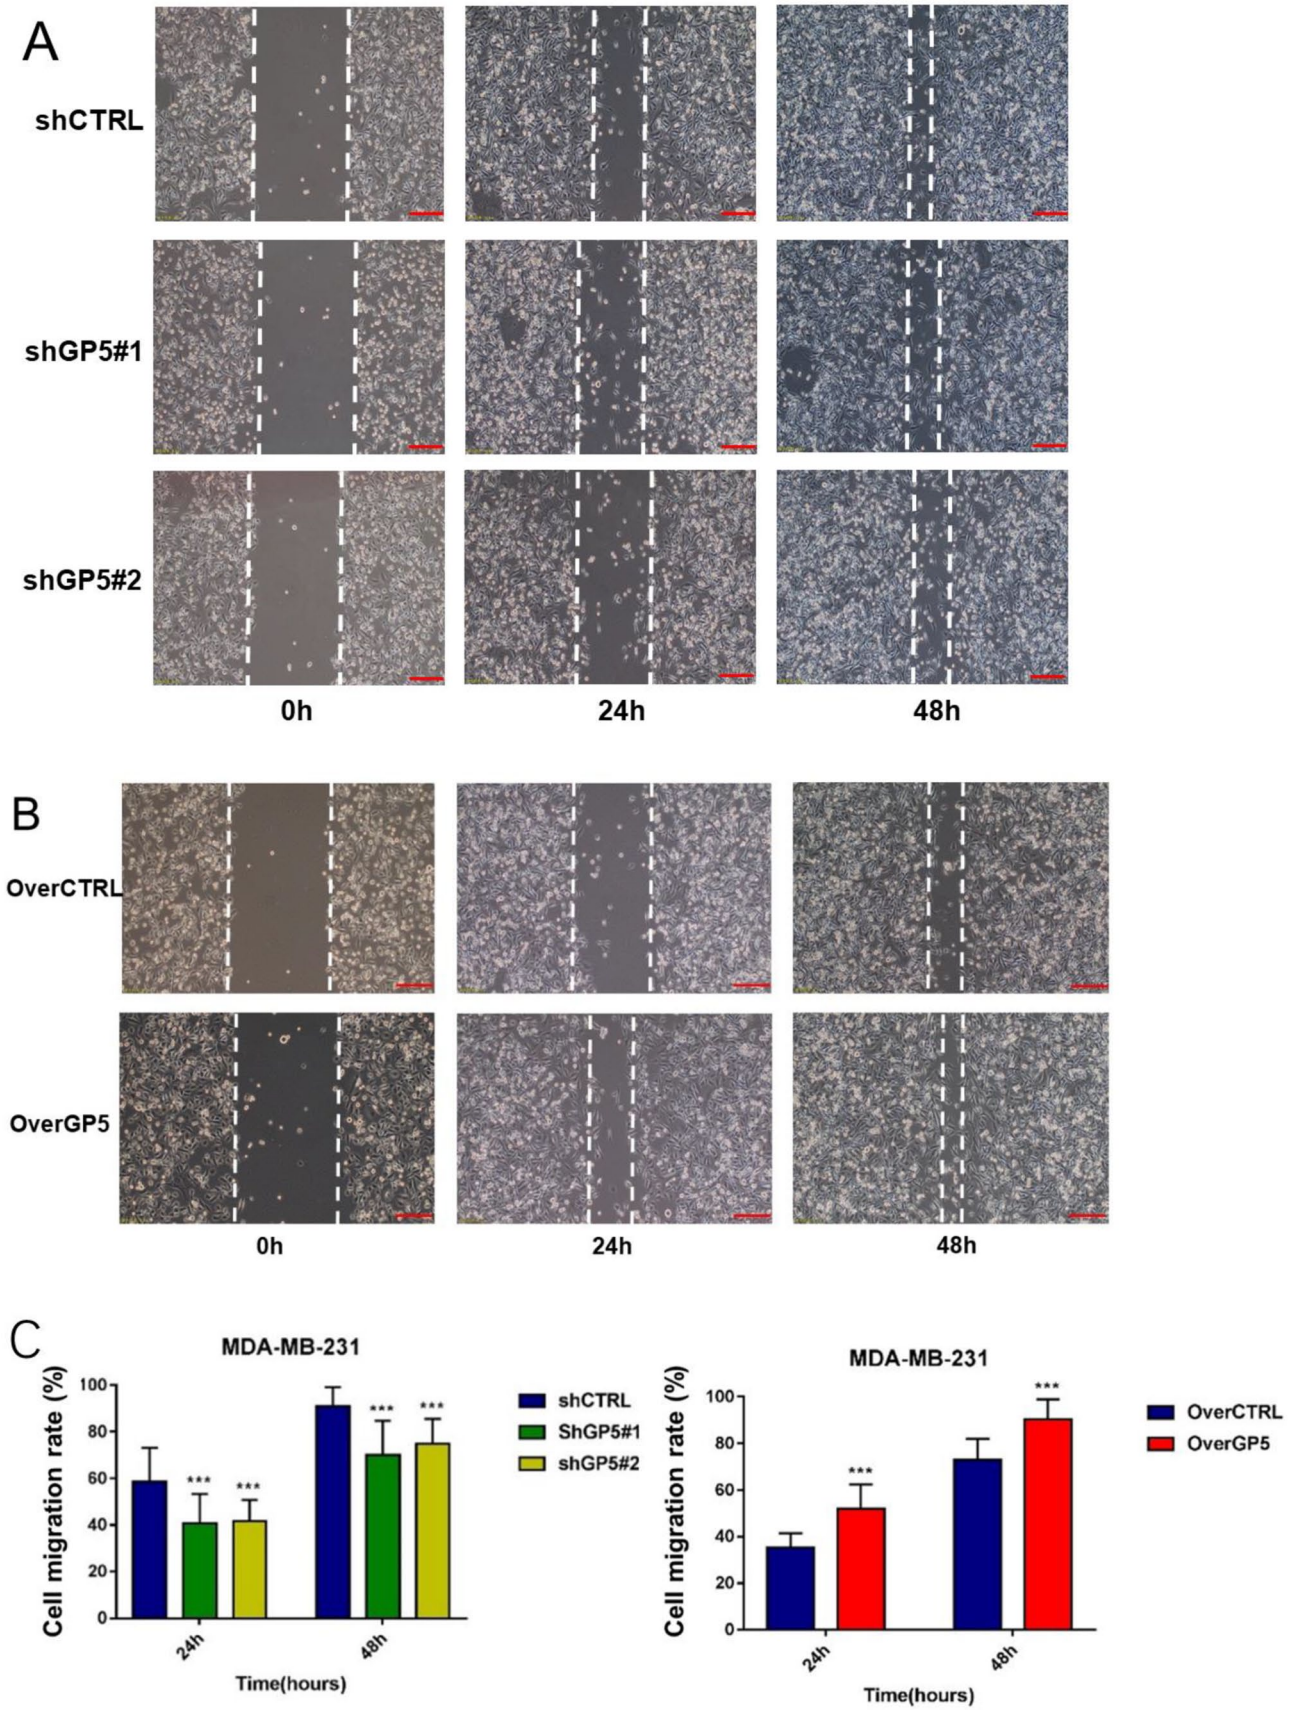 A
shCTRL
shGP5#1
shGP5#2
0h 24h 48h
B
OverCTRL
OverGP5
0h 24h 48h
C
MDA-MB-231
Cell migration rate (%)
100
80
60
40
20
0
*** ***
*** ***
24h 48h
Time(hours)
shCTRL
ShGP5#1
shGP5#2
MDA-MB-231
Cell migration rate (%)
100
80
60
40
20
0
***
***
24h 48h
Time(hours)
OverCTRL
OverGP5